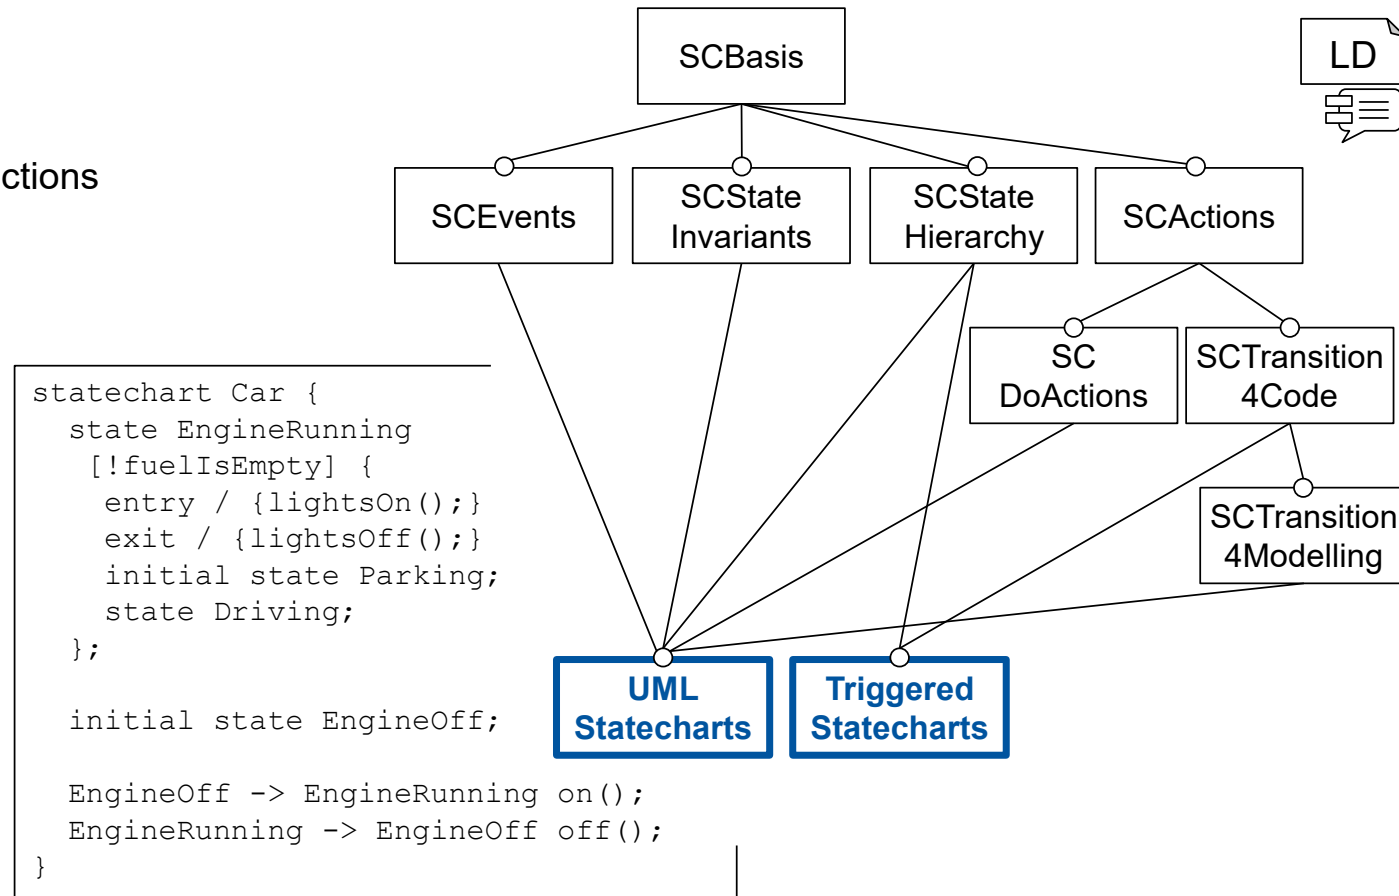 SCBasis
LD
ctions
SCEvents
SCState
Invariants
SCState
Hierarchy
SCActions
SC
DoActions
SCTransition
4Code
SCTransition
4Modelling
UML
Statecharts
Triggered
Statecharts
statechart Car {
  state EngineRunning
   [!fuelIsEmpty] {
    entry / {lightsOn();}
    exit / {lightsOff();}
    initial state Parking;
    state Driving;
  };
  initial state EngineOff;
  EngineOff -> EngineRunning on();
  EngineRunning -> EngineOff off();
}